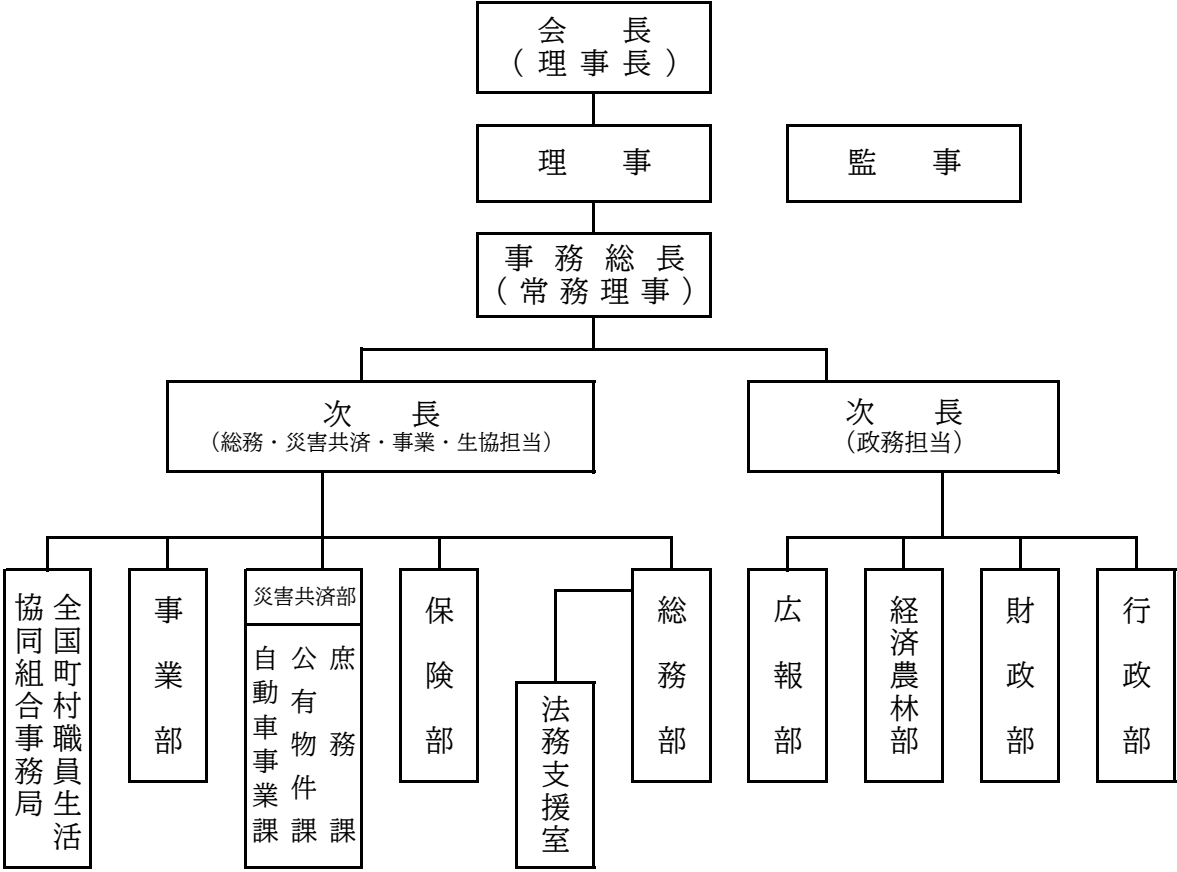 会長
(理事長)
理事
監事
事務総長
(常務理事)
次長
(総務・災害共済・事業・生協担当)
次長
(政務担当)
全国町村職員生活
協同組合事務局
事業部
災害共済部
庶務課
公有物件課
自動車事業課
保険部
法務支援室
総務部
広報部
経済農林部
財政部
行政部